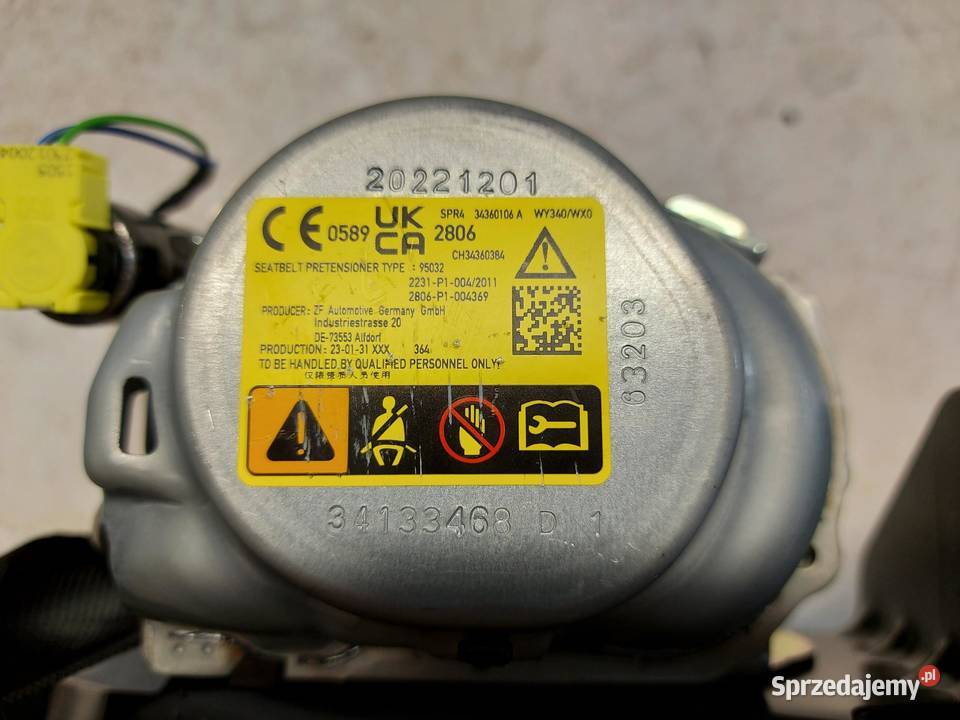 20221201
CE 0589 UK CA 2806
SPR4 34360106 A WY340/WX0
CH34360384
SEATBELT PRETENSIONER TYPE : 95032
2231-P1-004/2011
2806-P1-004369
PRODUCER: ZF Automotive Germany GmbH
Industriestrasse 20
DE-73553 Alfdorf
PRODUCTION: 23-01-31 XXX 364
TO BE HANDLED BY QUALIFIED PERSONNEL ONLY!
63203
34133468 D 1
Sprzedajemy.pl